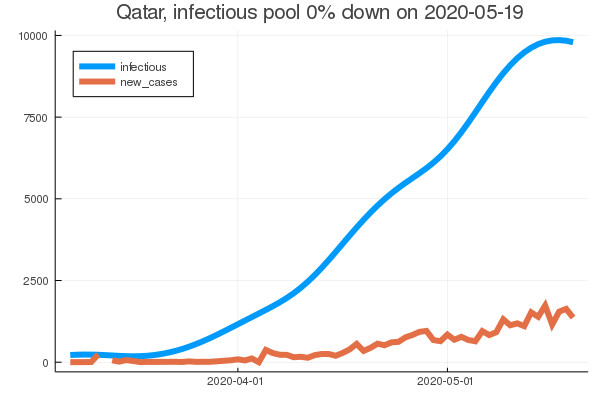 Qatar, infectious pool 0% down on 2020-05-19
10000
infectious
new_cases
7500
5000
2500
0
2020-04-01 2020-05-01